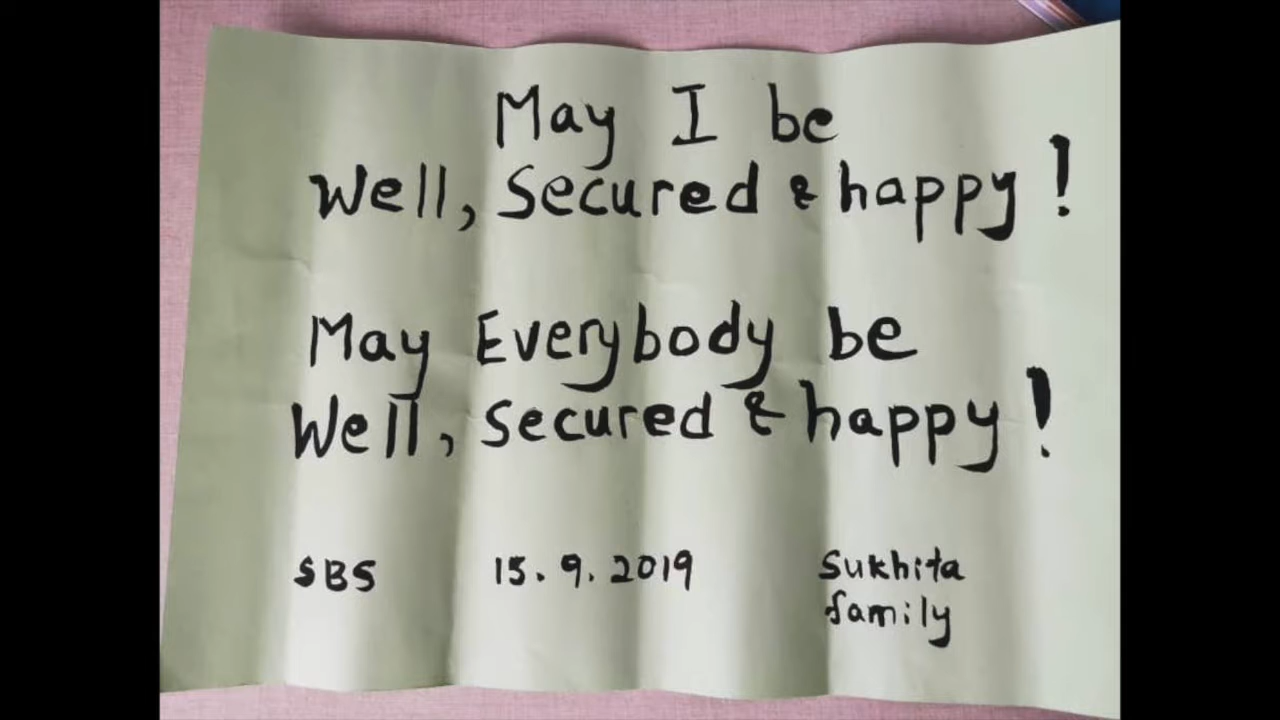 May I be
Well, Secured & happy!
May Everybody be
Well, Secured & happy!
SBS 15.9.2019 Sukhita
family